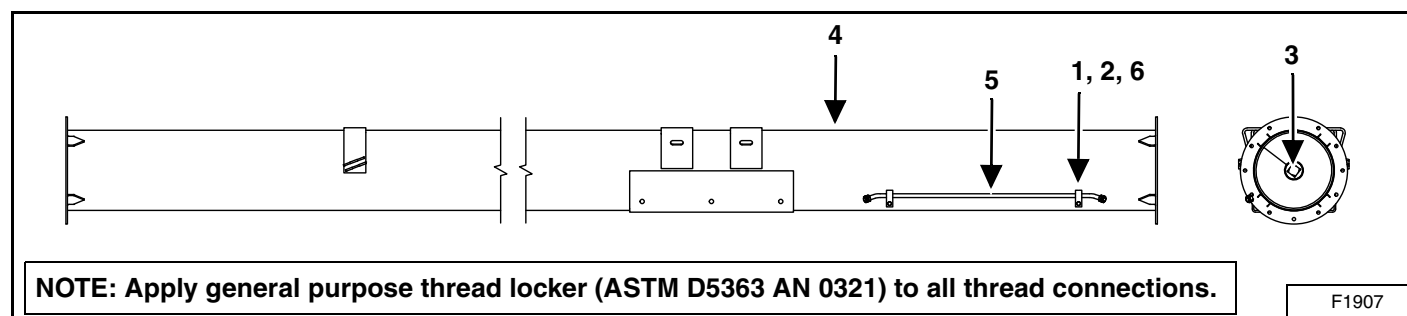 4
3
1, 2, 6
5
NOTE: Apply general purpose thread locker (ASTM D5363 AN 0321) to all thread connections.
F1907